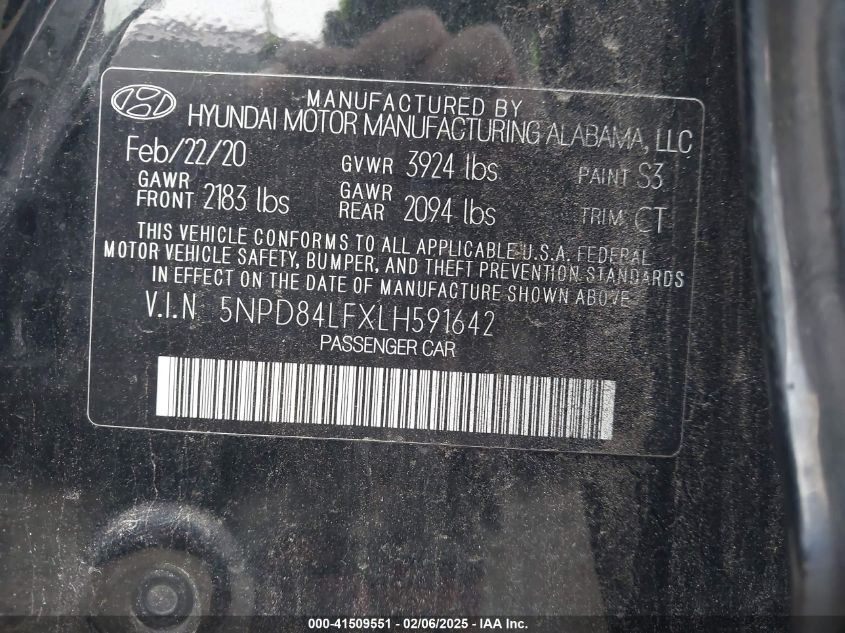 MANUFACTURED BY
HYUNDAI MOTOR MANUFACTURING ALABAMA, LLC
Feb/22/20 GVWR 3924 lbs PAINT S3
GAWR FRONT 2183 lbs GAWR REAR 2094 lbs TRIM CT
THIS VEHICLE CONFORMS TO ALL APPLICABLE U.S.A. FEDERAL
MOTOR VEHICLE SAFETY, BUMPER, AND THEFT PREVENTION STANDARDS
IN EFFECT ON THE DATE OF MANUFACTURE SHOWN ABOVE.
V.I.N 5NPD84LFXLH591642
PASSENGER CAR
000-41509551 - 02/06/2025 - IAA Inc.